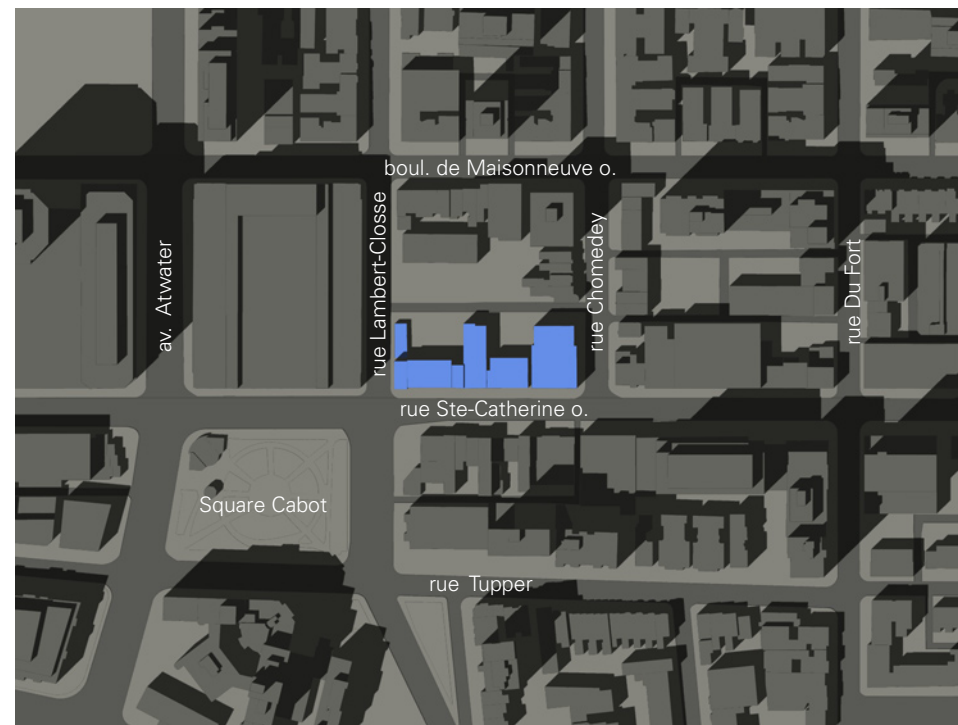 boul. de Maisonneuve o.
av. Atwater
rue Lambert-Closse
rue Chomedey
rue Du Fort
rue Ste-Catherine o.
Square Cabot
rue Tupper